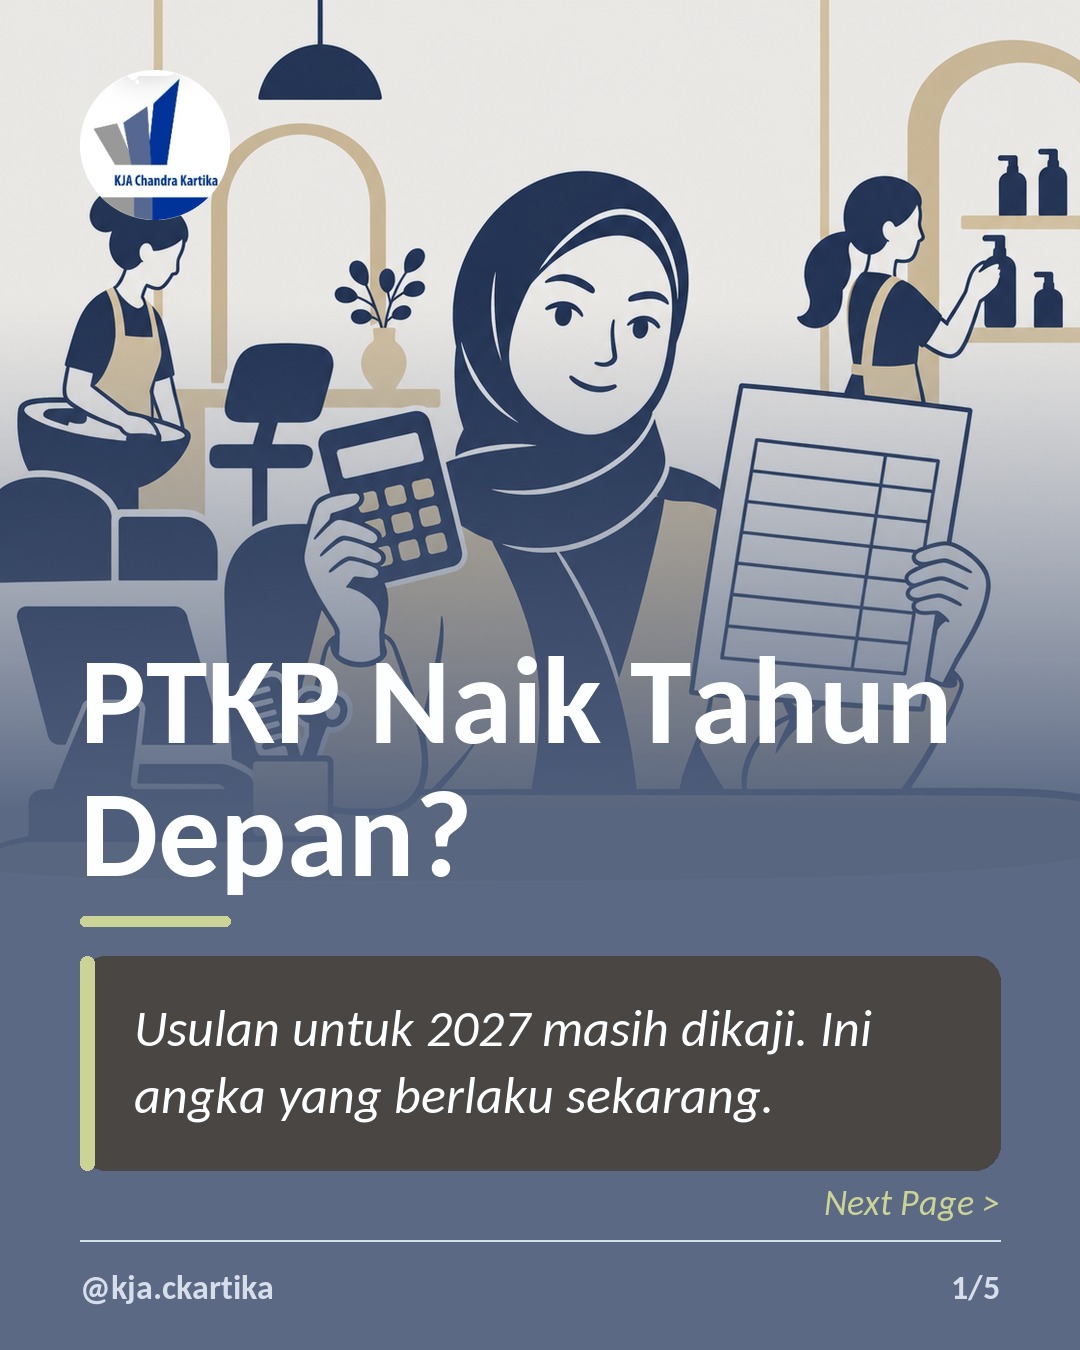 KJA Chandra Kartika
PTKP Naik Tahun
Depan?
Usulan untuk 2027 masih dikaji. Ini
angka yang berlaku sekarang.
Next Page >
@kja.ckartika
1/5